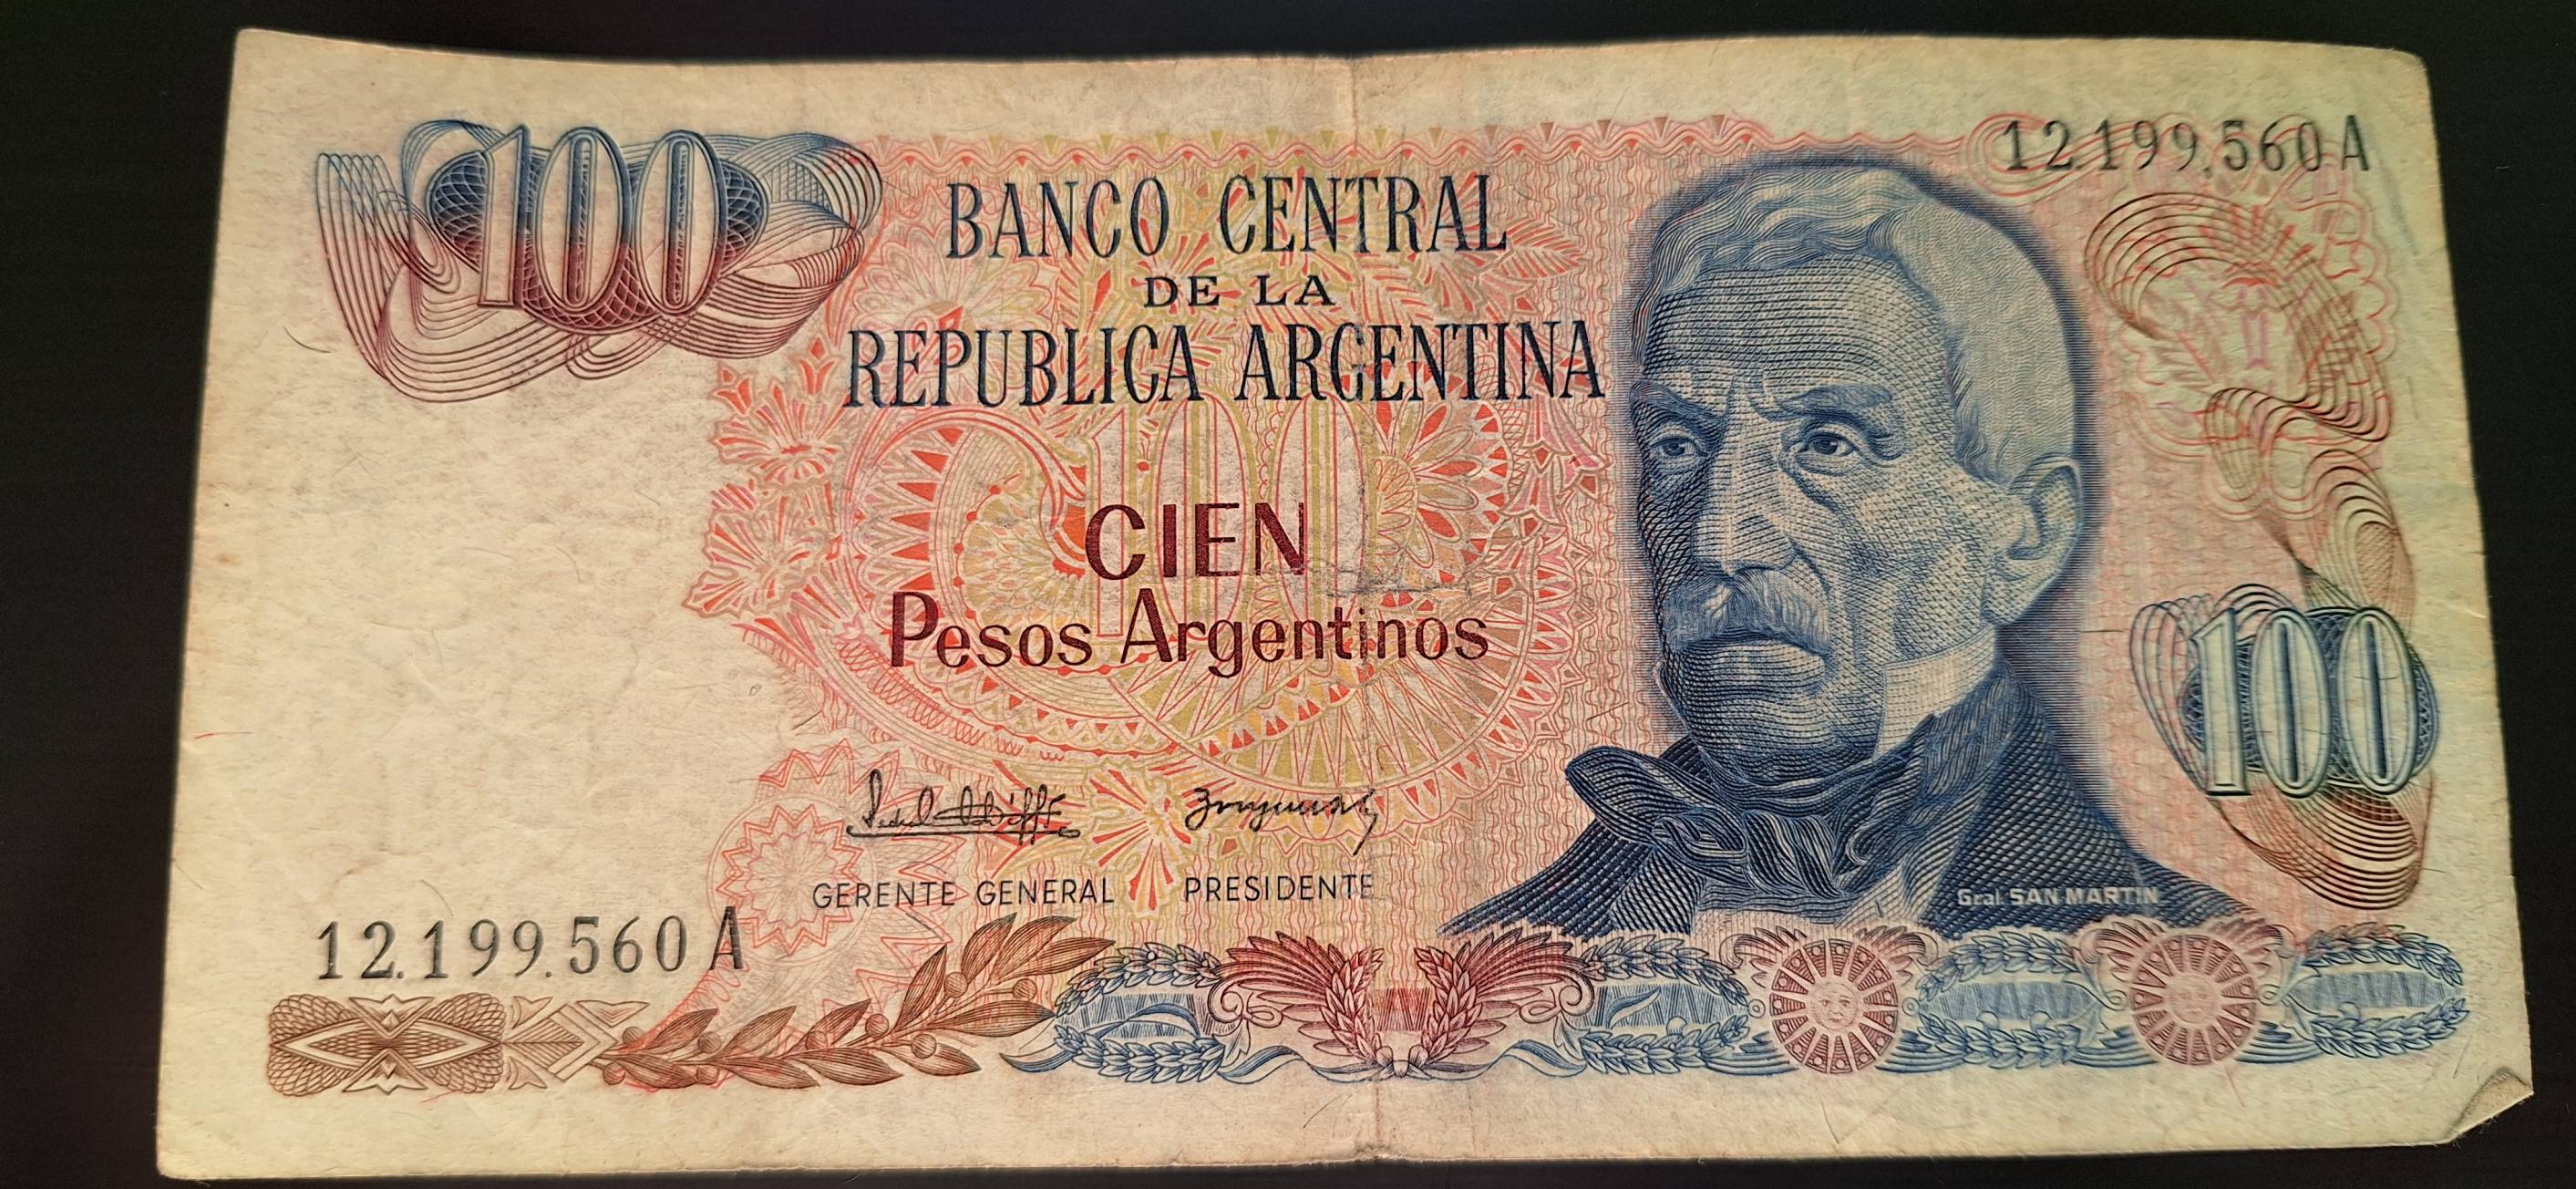 100
12.199.560 A
BANCO CENTRAL
DE LA
REPUBLICA ARGENTINA
100
CIEN
Pesos Argentinos
100
GERENTE GENERAL
PRESIDENTE
Gral. SAN MARTIN
12.199.560 A